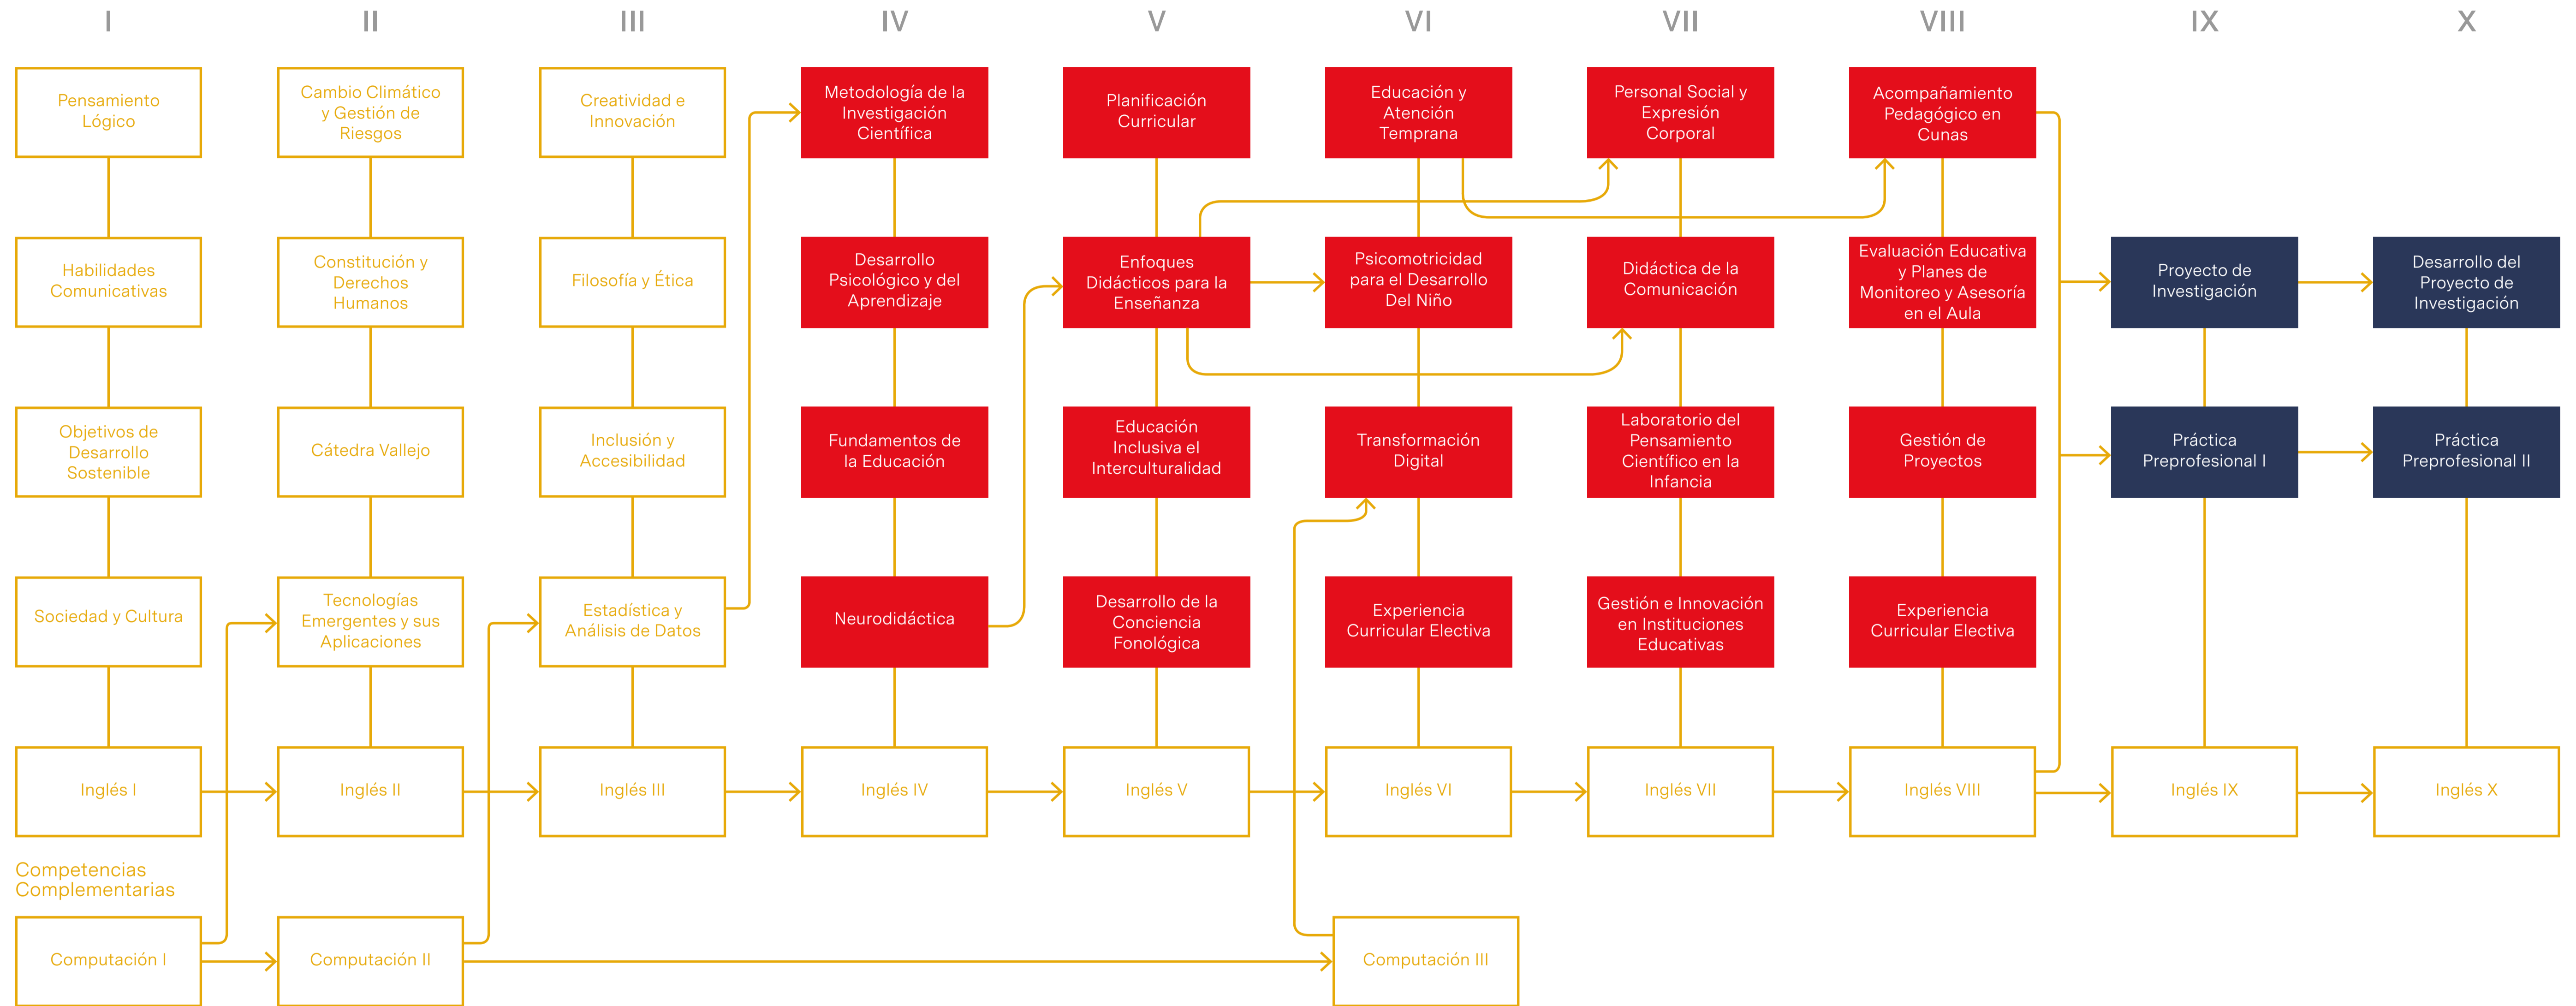 I
II
III
IV
V
VI
VII
VIII
IX
X
Pensamiento
Lógico
Cambio Climático
y Gestión de
Riesgos
Creatividad e
Innovación
Metodología de la
Investigación
Científica
Planificación
Curricular
Educación y
Atención
Temprana
Personal Social y
Expresión
Corporal
Acompañamiento
Pedagógico en
Cunas
Habilidades
Comunicativas
Constitución y
Derechos
Humanos
Filosofía y Ética
Desarrollo
Psicológico y del
Aprendizaje
Enfoques
Didácticos para la
Enseñanza
Psicomotricidad
para el Desarrollo
Del Niño
Didáctica de la
Comunicación
Evaluación Educativa
y Planes de
Monitoreo y Asesoría
en el Aula
Proyecto de
Investigación
Desarrollo del
Proyecto de
Investigación
Objetivos de
Desarrollo
Sostenible
Cátedra Vallejo
Inclusión y
Accesibilidad
Fundamentos de
la Educación
Educación
Inclusiva el
Interculturalidad
Transformación
Digital
Laboratorio del
Pensamiento
Científico en la
Infancia
Gestión de
Proyectos
Práctica
Preprofesional I
Práctica
Preprofesional II
Sociedad y Cultura
Tecnologías
Emergentes y sus
Aplicaciones
Estadística y
Análisis de Datos
Neurodidáctica
Desarrollo de la
Conciencia
Fonológica
Experiencia
Curricular Electiva
Gestión e Innovación
en Instituciones
Educativas
Experiencia
Curricular Electiva
Inglés I
Inglés II
Inglés III
Inglés IV
Inglés V
Inglés VI
Inglés VII
Inglés VIII
Inglés IX
Inglés X
Competencias
Complementarias
Computación I
Computación II
Computación III